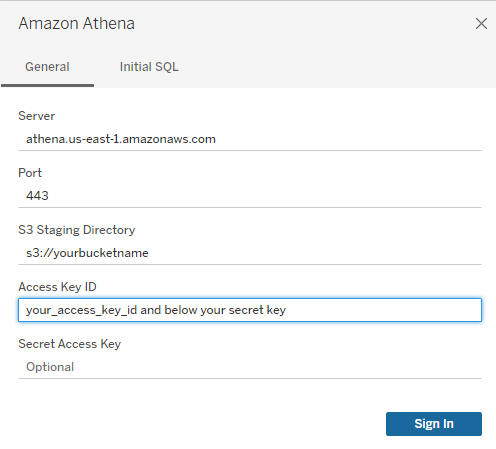 Amazon Athena
General
Initial SQL
Server
athena.us-east-1.amazonaws.com
Port
443
S3 Staging Directory
s3://yourbucketname
Access Key ID
your_access_key_id and below your secret key
Secret Access Key
Optional
Sign In